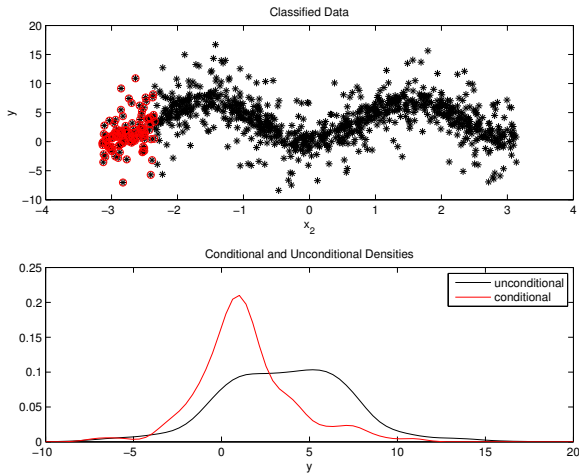 Classified Data
20
15
10
5
0
−5
−10
y
−4 −3 −2 −1 0 1 2 3 4
x2
Conditional and Unconditional Densities
0.25
0.2
0.15
0.1
0.05
0
unconditional
conditional
−10 −5 0 5 10 15 20
y